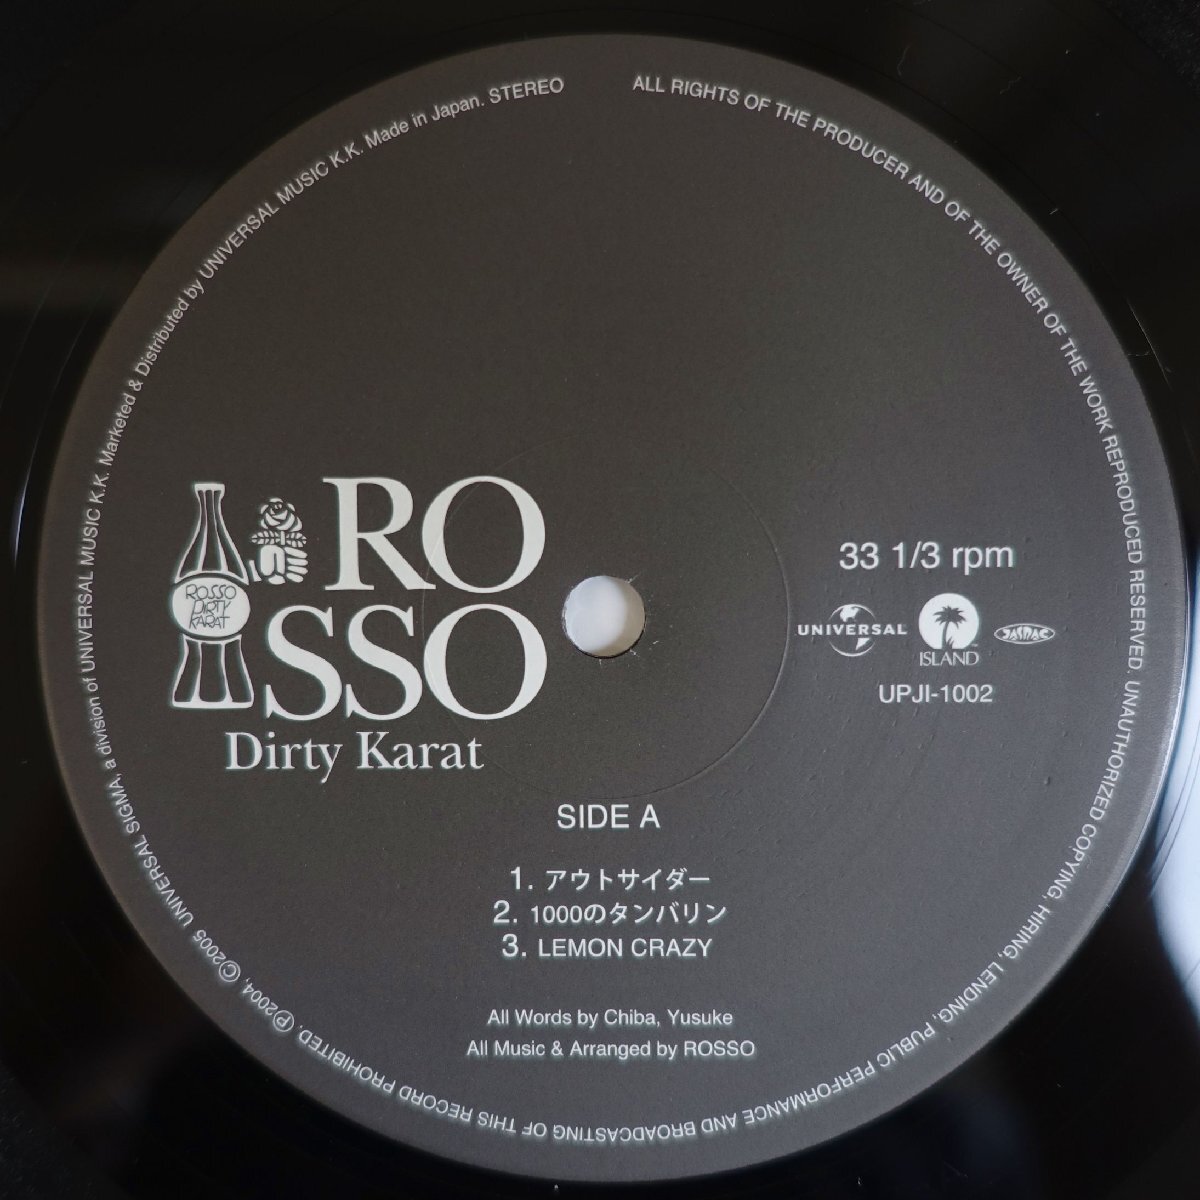 ALL RIGHTS OF THE PRODUCER AND OF THE OWNER OF THE WORK REPRODUCED RESERVED. UNAUTHORIZED COPYING, HIRING, LENDING, PUBLIC PERFORMANCE AND BROADCASTING OF THIS RECORD PROHIBITED. ℗2004, ©2005 UNIVERSAL SIGMA, a division of UNIVERSAL MUSIC K.K. Marketed & Distributed by UNIVERSAL MUSIC K.K. Made in Japan. STEREO
RO
SSO
ROSSO
DIRTY
KARAT
Dirty Karat
33 1/3 rpm
UNIVERSAL
ISLAND
JASRAC
UPJI-1002
SIDE A
1. アウトサイダー
2. 1000のタンバリン
3. LEMON CRAZY
All Words by Chiba, Yusuke
All Music & Arranged by ROSSO